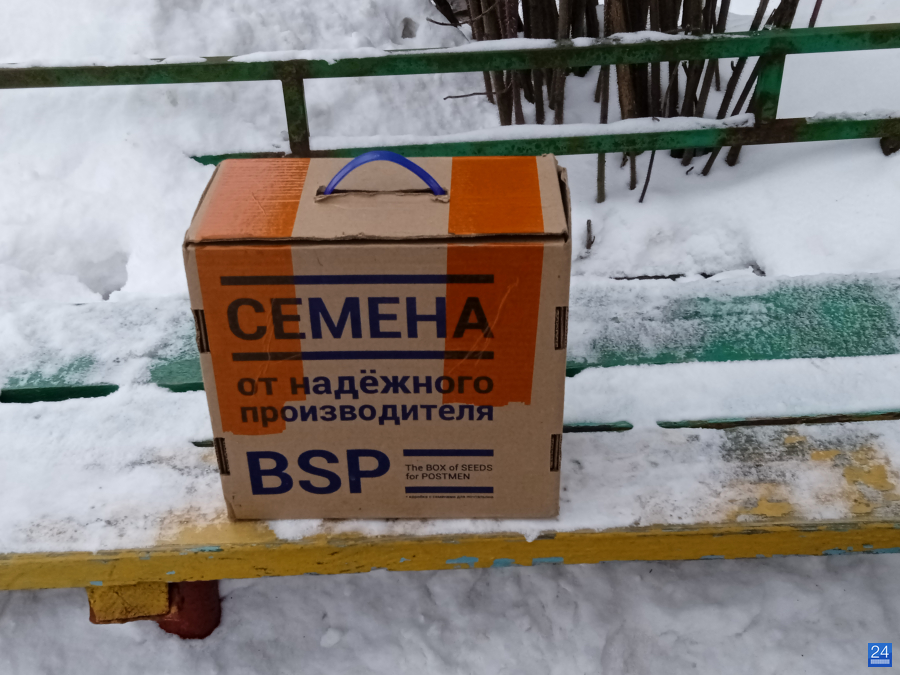 СЕМЕНА
от надёжного
производителя
BSP
The BOX of SEEDS
for POSTMEN
24